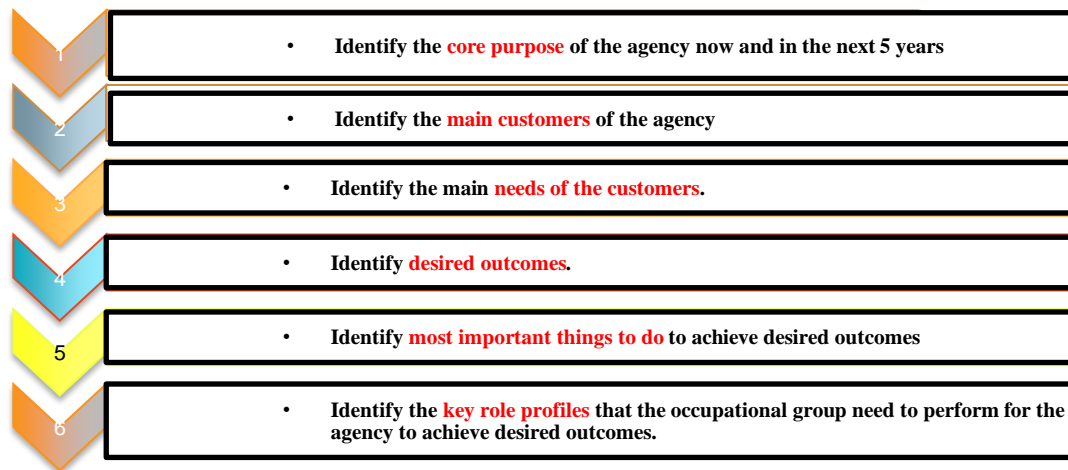 1
• Identify the core purpose of the agency now and in the next 5 years
2
• Identify the main customers of the agency
3
• Identify the main needs of the customers.
4
• Identify desired outcomes.
5
• Identify most important things to do to achieve desired outcomes
6
• Identify the key role profiles that the occupational group need to perform for the
agency to achieve desired outcomes.